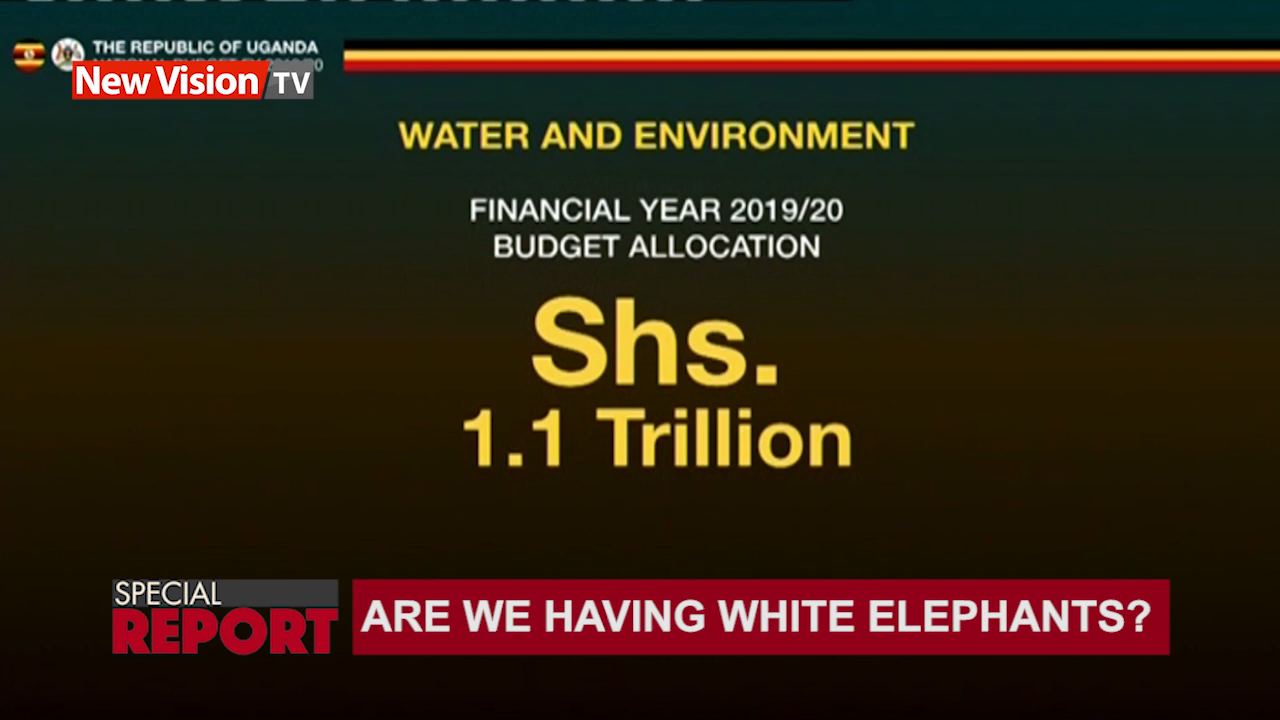 THE REPUBLIC OF UGANDA
New Vision TV
WATER AND ENVIRONMENT
FINANCIAL YEAR 2019/20
BUDGET ALLOCATION
Shs.
1.1 Trillion
SPECIAL
REPORT
ARE WE HAVING WHITE ELEPHANTS?